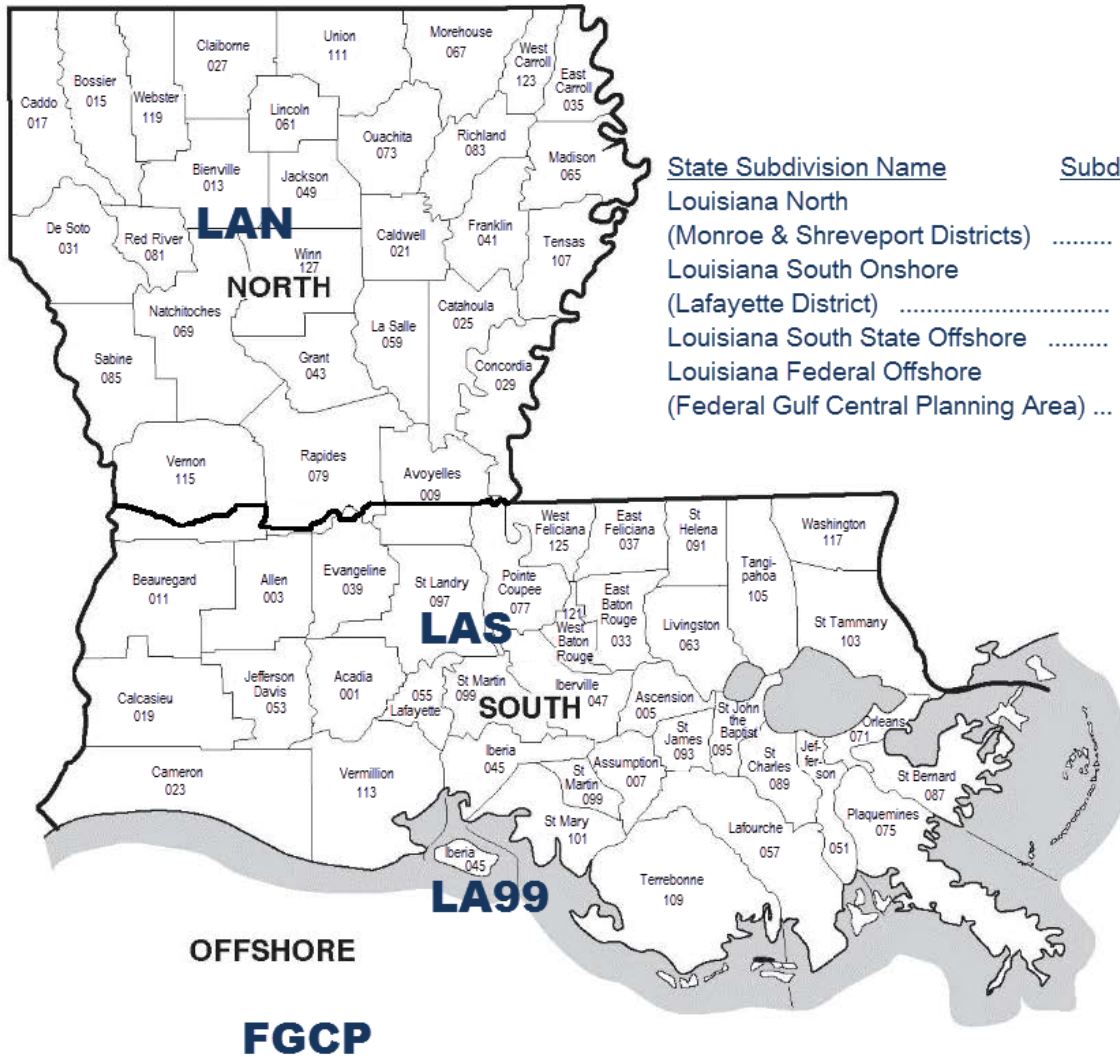 Claiborne
027
Union
111
Morehouse
067
West
Carroll
123
East
Carroll
035
Bossier
015
Caddo
017
Webster
119
Lincoln
061
Ouachita
073
Richland
083
Madison
065
Bienville
013
Jackson
049
LAN
De Soto
031
Red River
081
Winn
127
Caldwell
021
Franklin
041
Tensas
107
NORTH
Natchitoches
069
La Salle
059
Catahoula
025
Sabine
085
Grant
043
Concordia
029
Vernon
115
Rapides
079
Avoyelles
009
State Subdivision Name Subd
Louisiana North
(Monroe & Shreveport Districts) .........
Louisiana South Onshore
(Lafayette District) ...............................
Louisiana South State Offshore .........
Louisiana Federal Offshore
(Federal Gulf Central Planning Area) ...
West
Feliciana
125
East
Feliciana
037
St
Helena
091
Washington
117
Tangi-
pahoa
105
Beauregard
011
Allen
003
Evangeline
039
St Landry
097
Pointe
Coupee
077
121
West
Baton
Rouge
East
Baton
Rouge
033
Livingston
063
St Tammany
103
LAS
Calcasieu
019
Jefferson
Davis
053
Acadia
001
055
Lafayette
St Martin
099
SOUTH
Iberville
047
Ascension
005
St
James
093
St John
the
Baptist
095
St
Charles
089
Jef-
fer-
son
Orleans
071
St Bernard
087
Cameron
023
Vermillion
113
Iberia
045
St
Martin
099
Assumption
007
St Mary
101
Lafourche
057
051
Plaquemines
075
Iberia
045
LA99
Terrebonne
109
OFFSHORE
FGCP